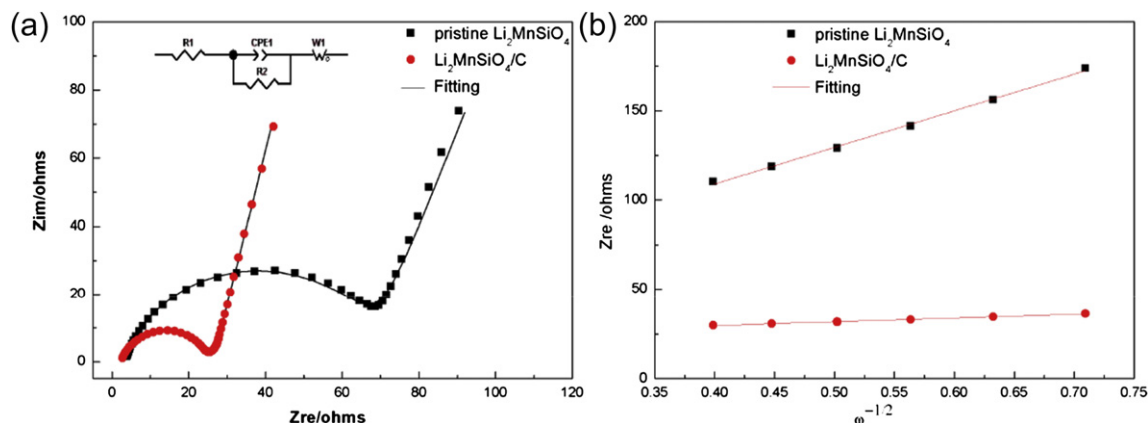 (a)
100
80
60
40
20
0
Zim/ohms
R1
CPE1
W1
R2
pristine Li₂MnSiO₄
Li₂MnSiO₄/C
Fitting
0 20 40 60 80 100 120
Zre/ohms
(b)
200
150
100
50
0
Zre /ohms
pristine Li₂MnSiO₄
Li₂MnSiO₄/C
Fitting
0.35 0.40 0.45 0.50 0.55 0.60 0.65 0.70 0.75
ω⁻¹/²